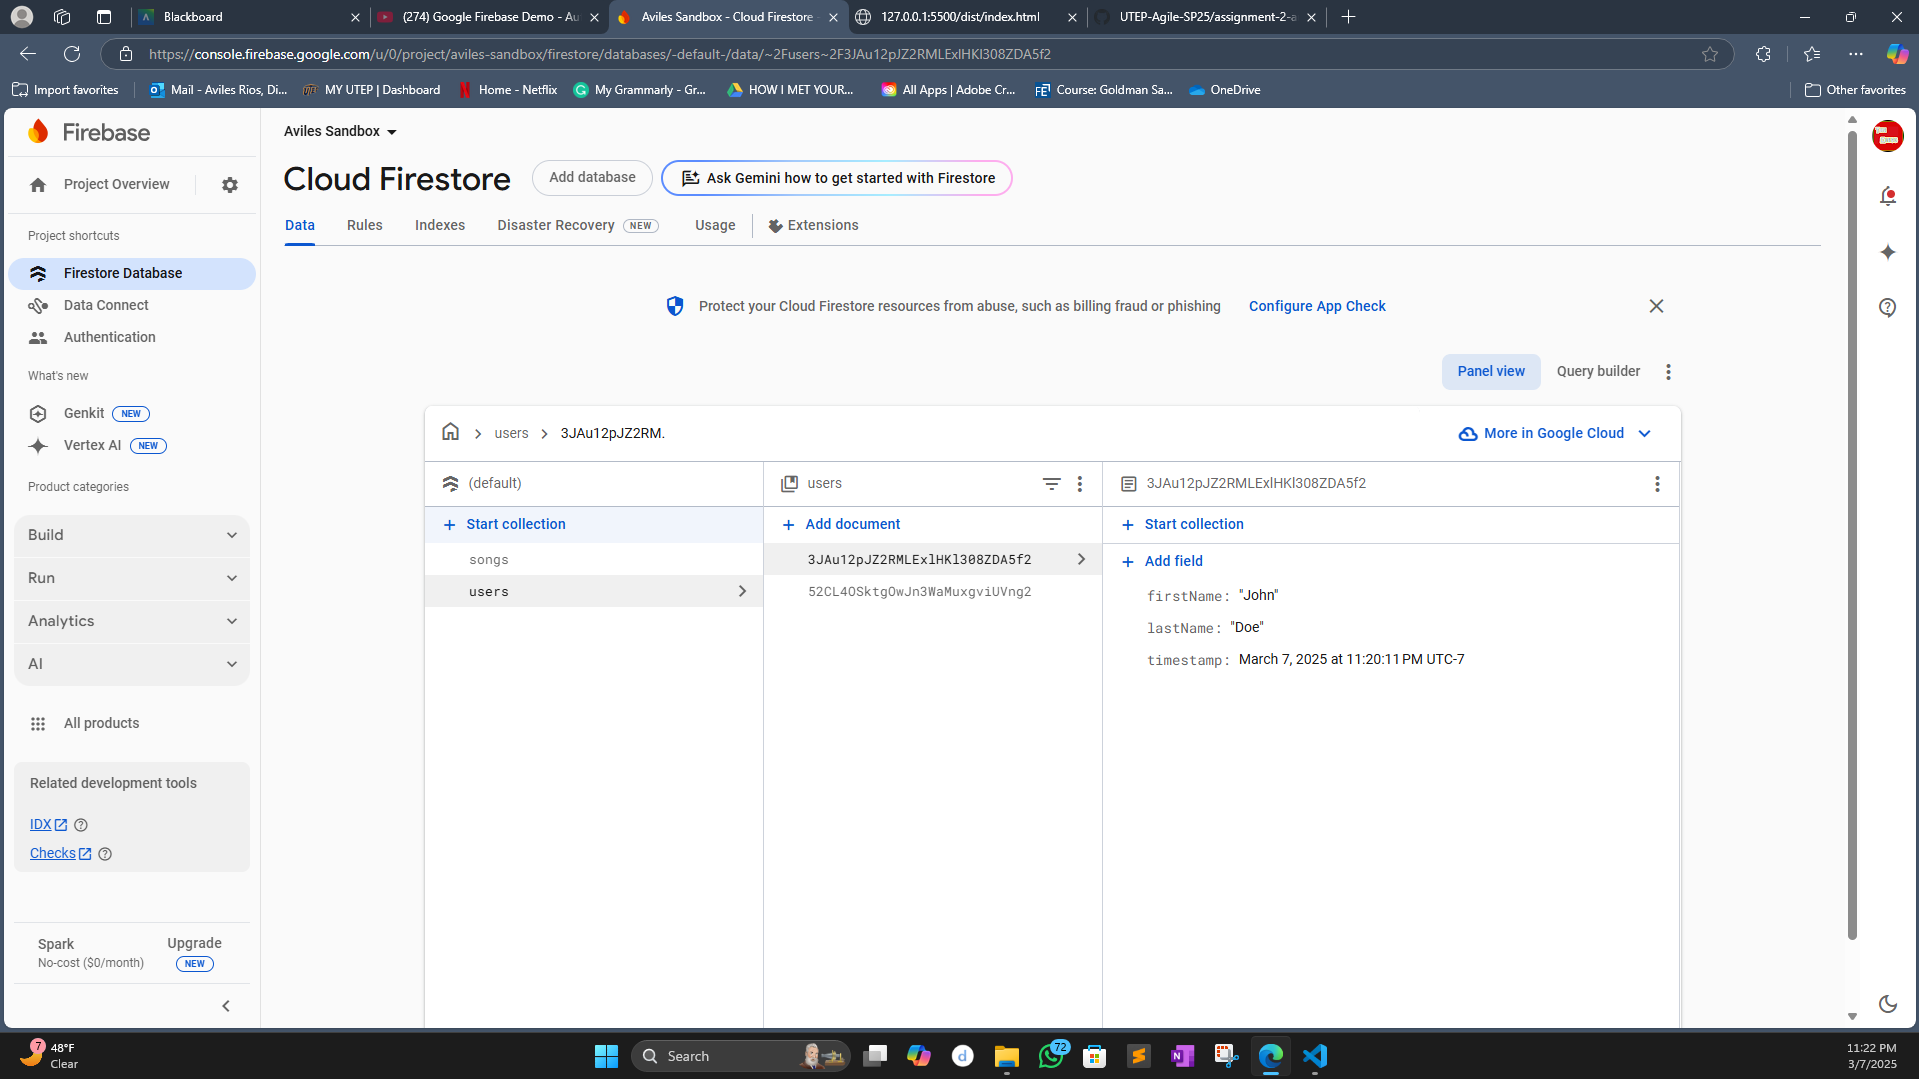 Blackboard
(274) Google Firebase Demo - Au
Aviles Sandbox - Cloud Firestore -
127.0.0.1:5500/dist/index.html
UTEP-Agile-SP25/assignment-2-a
https://console.firebase.google.com/u/0/project/aviles-sandbox/firestore/databases/-default-/data/~2Fusers~2F3JAu12pJZ2RMLExlHKl308ZDA5f2
Import favorites
Mail - Aviles Rios, Di...
MY UTEP | Dashboard
Home - Netflix
My Grammarly - Gr...
HOW I MET YOUR...
All Apps | Adobe Cr...
Course: Goldman Sa...
OneDrive
Other favorites
Firebase
Project Overview
Project shortcuts
Firestore Database
Data Connect
Authentication
What's new
Genkit NEW
Vertex AI NEW
Product categories
Build
Run
Analytics
AI
All products
Related development tools
IDX
Checks
Spark
No-cost ($0/month)
Upgrade
NEW
Aviles Sandbox
Cloud Firestore
Add database
Ask Gemini how to get started with Firestore
Data
Rules
Indexes
Disaster Recovery NEW
Usage
Extensions
Protect your Cloud Firestore resources from abuse, such as billing fraud or phishing
Configure App Check
Panel view
Query builder
users
3JAu12pJZ2RM.
More in Google Cloud
(default)
Start collection
songs
users
users
Add document
3JAu12pJZ2RMLExlHKl308ZDA5f2
52CL4OSktgOwJn3WaMuxgviUVng2
3JAu12pJZ2RMLExlHKl308ZDA5f2
Start collection
Add field
firstName: "John"
lastName: "Doe"
timestamp: March 7, 2025 at 11:20:11 PM UTC-7
7
48°F
Clear
Search
72
11:22 PM
3/7/2025